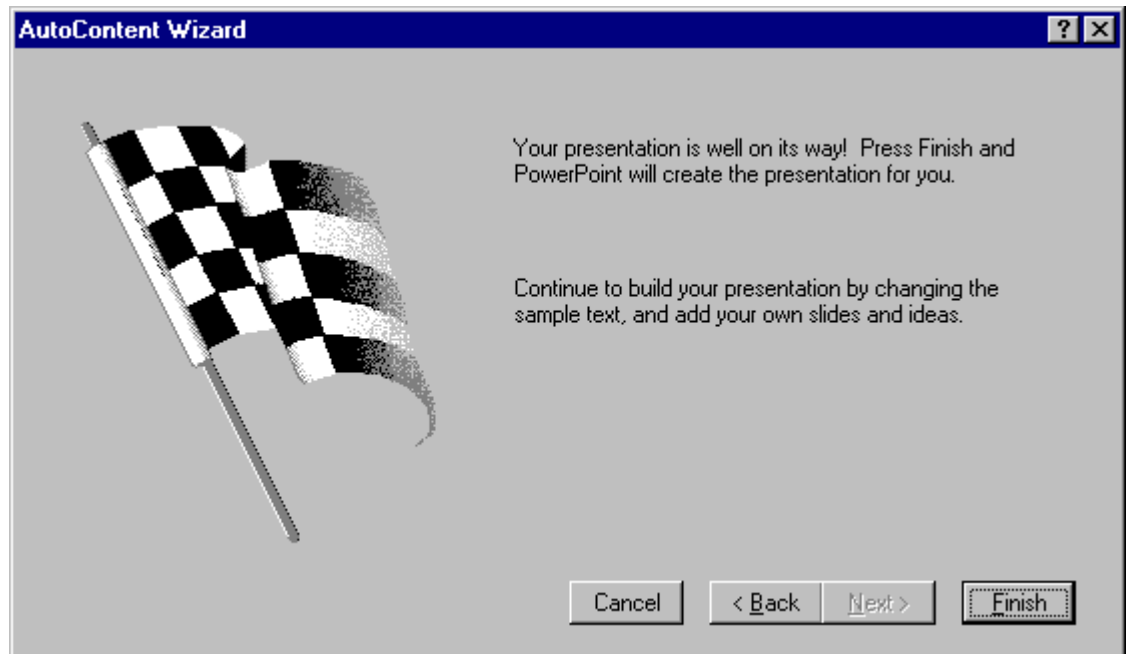 AutoContent Wizard
Your presentation is well on its way!  Press Finish and
PowerPoint will create the presentation for you.
Continue to build your presentation by changing the
sample text, and add your own slides and ideas.
Cancel
< Back
Next >
Finish